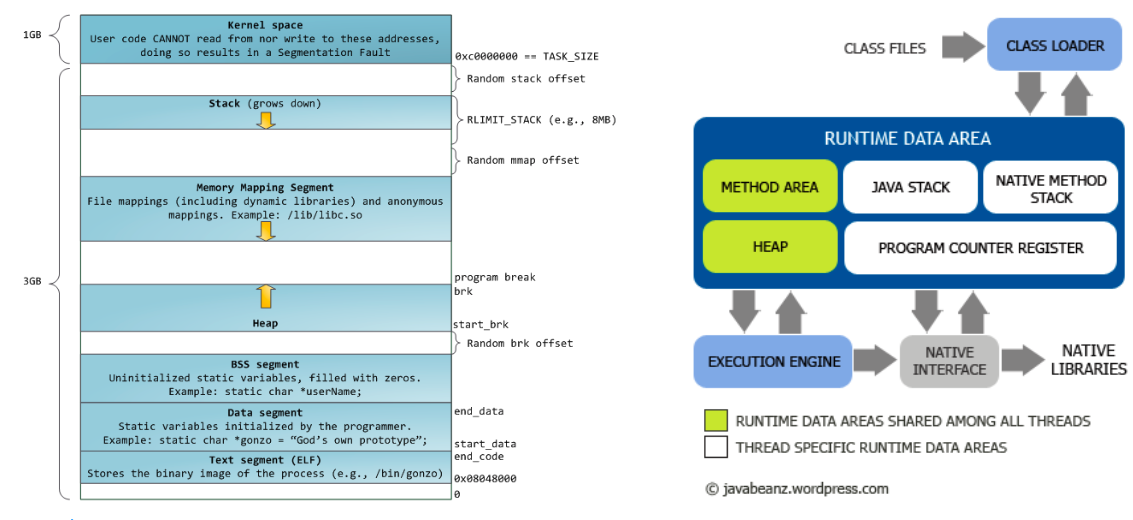 1GB
Kernel space
User code CANNOT read from nor write to these addresses,
doing so results in a Segmentation Fault
0xc0000000 == TASK_SIZE
Random stack offset
Stack (grows down)
RLIMIT_STACK (e.g., 8MB)
Random mmap offset
Memory Mapping Segment
File mappings (including dynamic libraries) and anonymous
mappings. Example: /lib/libc.so
3GB
program break
brk
Heap
start_brk
Random brk offset
BSS segment
Uninitialized static variables, filled with zeros.
Example: static char *userName;
Data segment
Static variables initialized by the programmer.
Example: static char *gonzo = “God’s own prototype”;
end_data
start_data
end_code
Text segment (ELF)
Stores the binary image of the process (e.g., /bin/gonzo)
0x08048000
0
CLASS FILES
CLASS LOADER
RUNTIME DATA AREA
METHOD AREA
JAVA STACK
NATIVE METHOD
STACK
HEAP
PROGRAM COUNTER REGISTER
EXECUTION ENGINE
NATIVE
INTERFACE
NATIVE
LIBRARIES
RUNTIME DATA AREAS SHARED AMONG ALL THREADS
THREAD SPECIFIC RUNTIME DATA AREAS
© javabeanz.wordpress.com